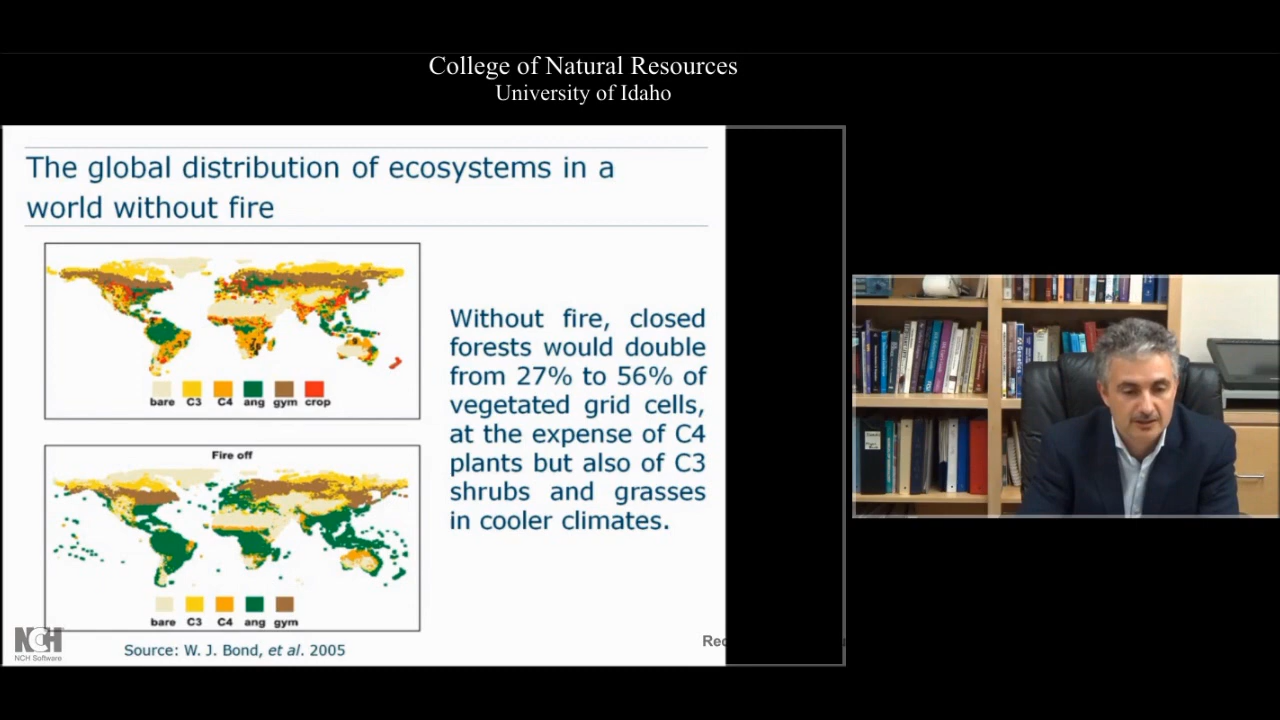 College of Natural Resources
University of Idaho
The global distribution of ecosystems in a
world without fire
bare C3 C4 ang gym crop
Without fire, closed
forests would double
from 27% to 56% of
vegetated grid cells,
at the expense of C4
plants but also of C3
shrubs and grasses
in cooler climates.
Fire off
bare C3 C4 ang gym
Source: W. J. Bond, et al. 2005
NCH
NCH Software
Rec